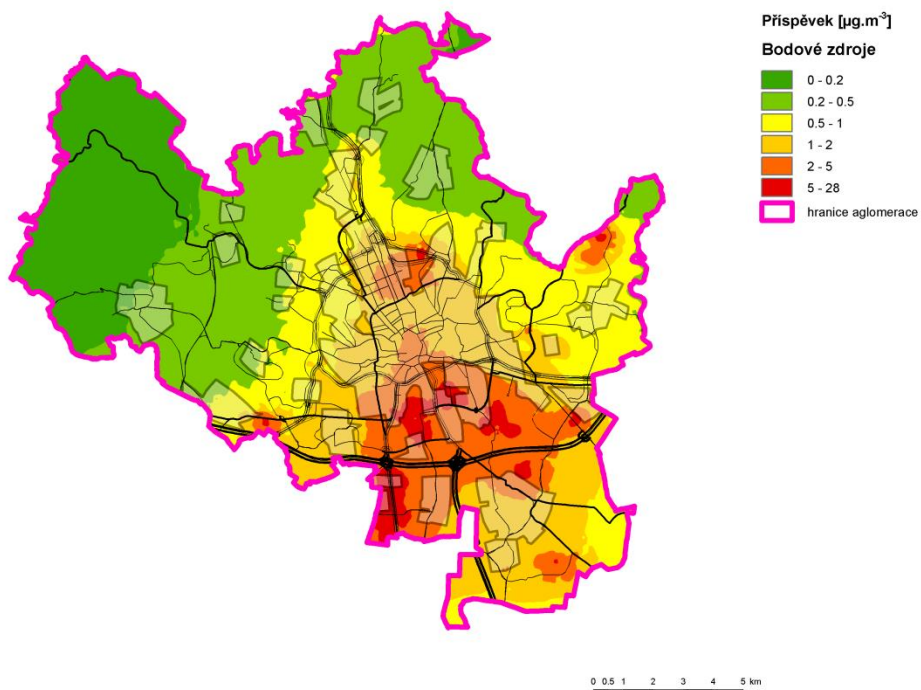 Příspěvek [µg.m⁻³]
Bodové zdroje
0 - 0.2
0.2 - 0.5
0.5 - 1
1 - 2
2 - 5
5 - 28
hranice aglomerace
0 0.5 1 2 3 4 5 km